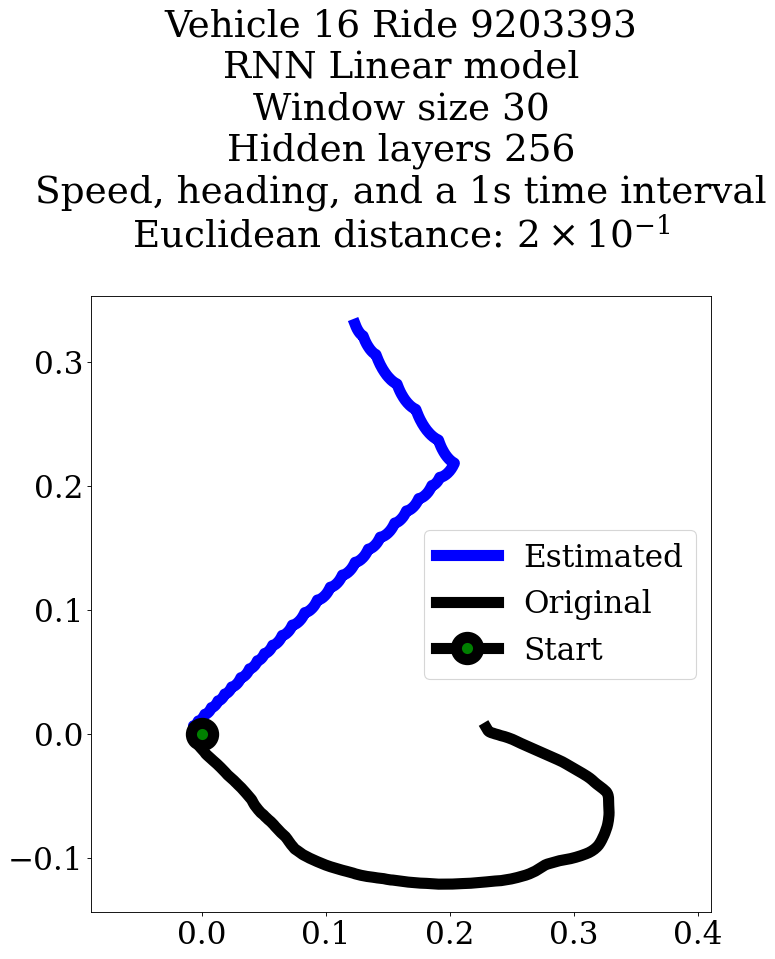 Vehicle 16 Ride 9203393
RNN Linear model
Window size 30
Hidden layers 256
Speed, heading, and a 1s time interval
Euclidean distance: 2 × 10⁻¹
0.3
0.2
0.1
0.0
−0.1
Estimated
Original
Start
0.0 0.1 0.2 0.3 0.4